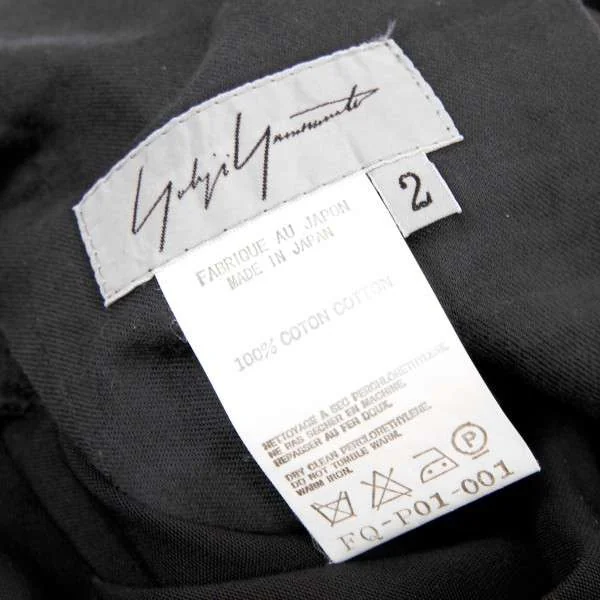 Yohji Yamamoto
2
FABRIQUE AU JAPON
MADE IN JAPAN
100% COTON COTTON
NETTOYAGE A SEC PERCHLORETHYLENE.
NE PAS SECHER EN MACHINE.
REPASSER AU FER DOUX.
DRY CLEAN PERCLORETHYLENE.
DO NOT TUMBLE WARM.
WARM IRON.
P
FQ-P01-001